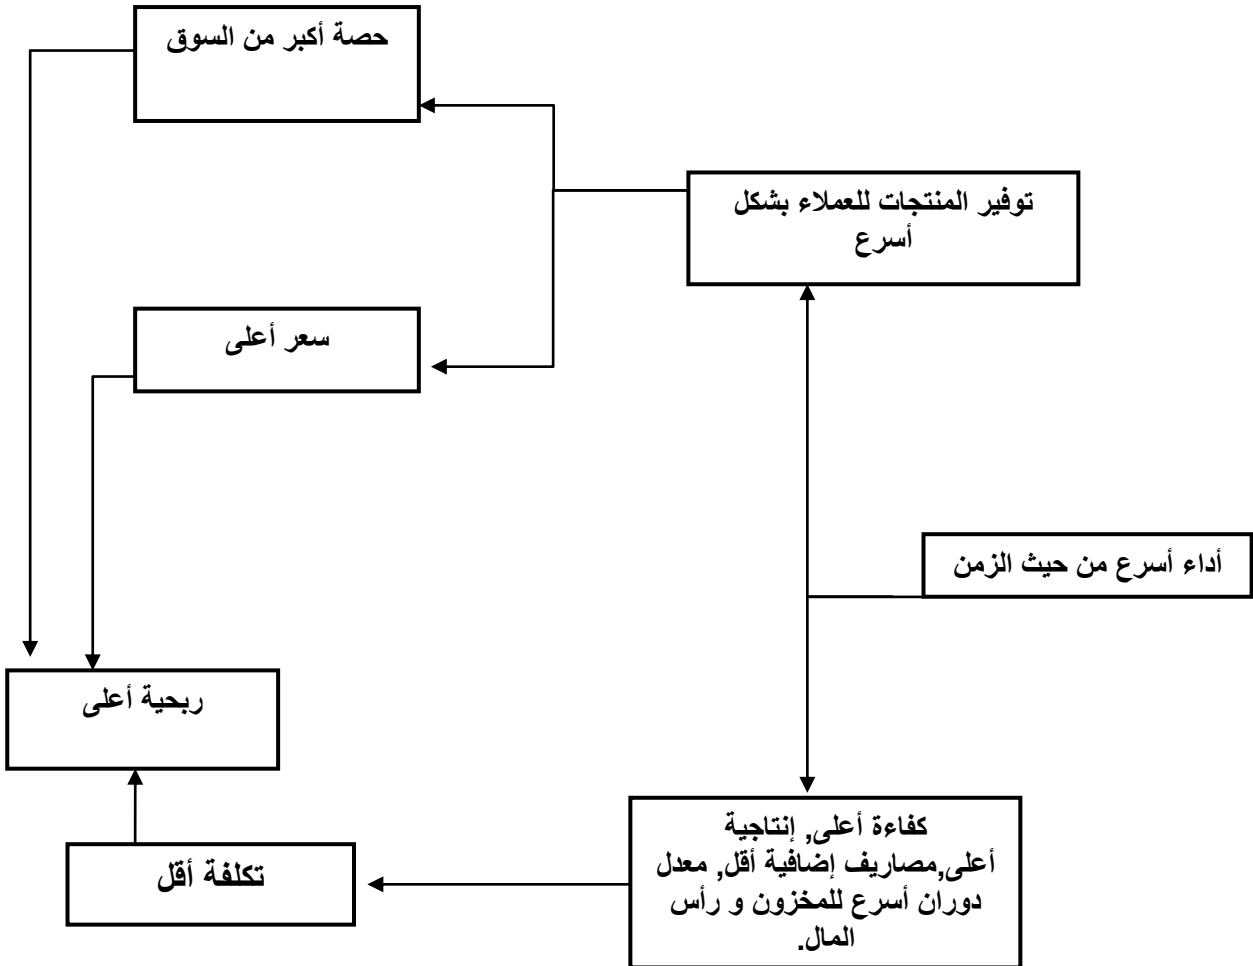 حصة أكبر من السوق
توفير المنتجات للعملاء بشكل
أسرع
سعر أعلى
أداء أسرع من حيث الزمن
ربحية أعلى
كفاءة أعلى, إنتاجية
أعلى,مصاريف إضافية أقل, معدل
دوران أسرع للمخزون و رأس
المال.
تكلفة أقل